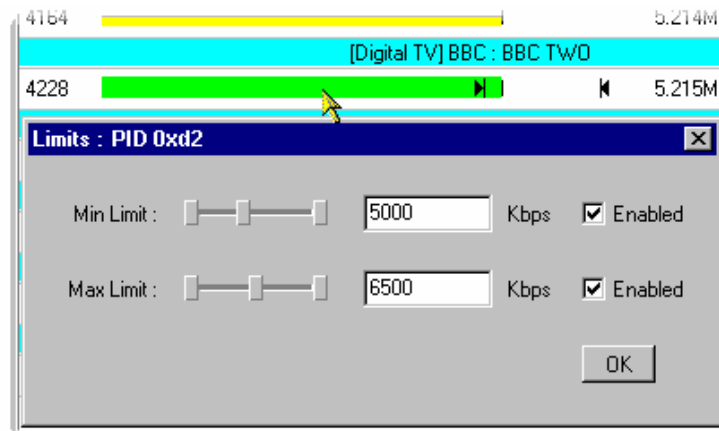 4164 5.214M
[Digital TV] BBC : BBC TWO
4228 5.215M
Limits : PID 0xd2
Min Limit : 5000 Kbps Enabled
Max Limit : 6500 Kbps Enabled
OK